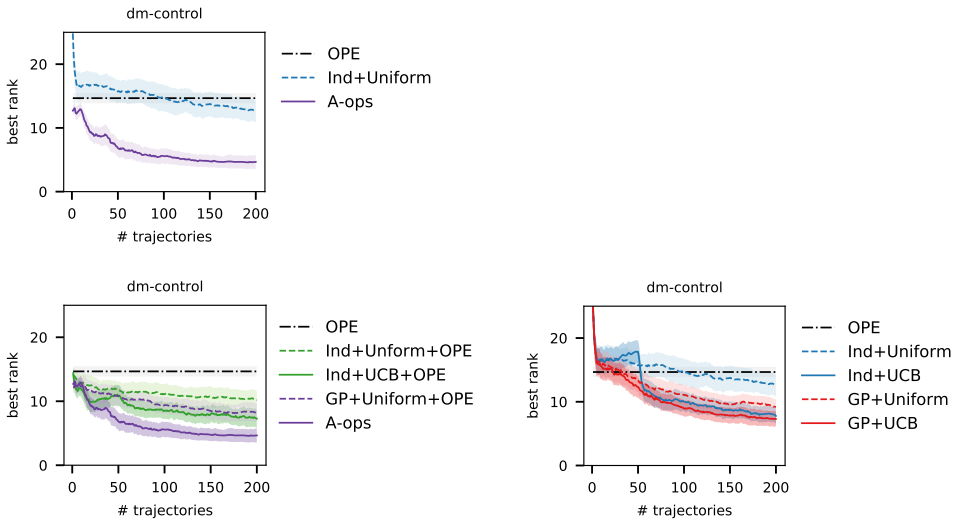 dm-control
best rank
20
10
0
0 50 100 150 200
# trajectories
OPE
Ind+Uniform
A-ops
dm-control
best rank
20
10
0
0 50 100 150 200
# trajectories
OPE
Ind+Unform+OPE
Ind+UCB+OPE
GP+Uniform+OPE
A-ops
dm-control
best rank
20
10
0
0 50 100 150 200
# trajectories
OPE
Ind+Uniform
Ind+UCB
GP+Uniform
GP+UCB